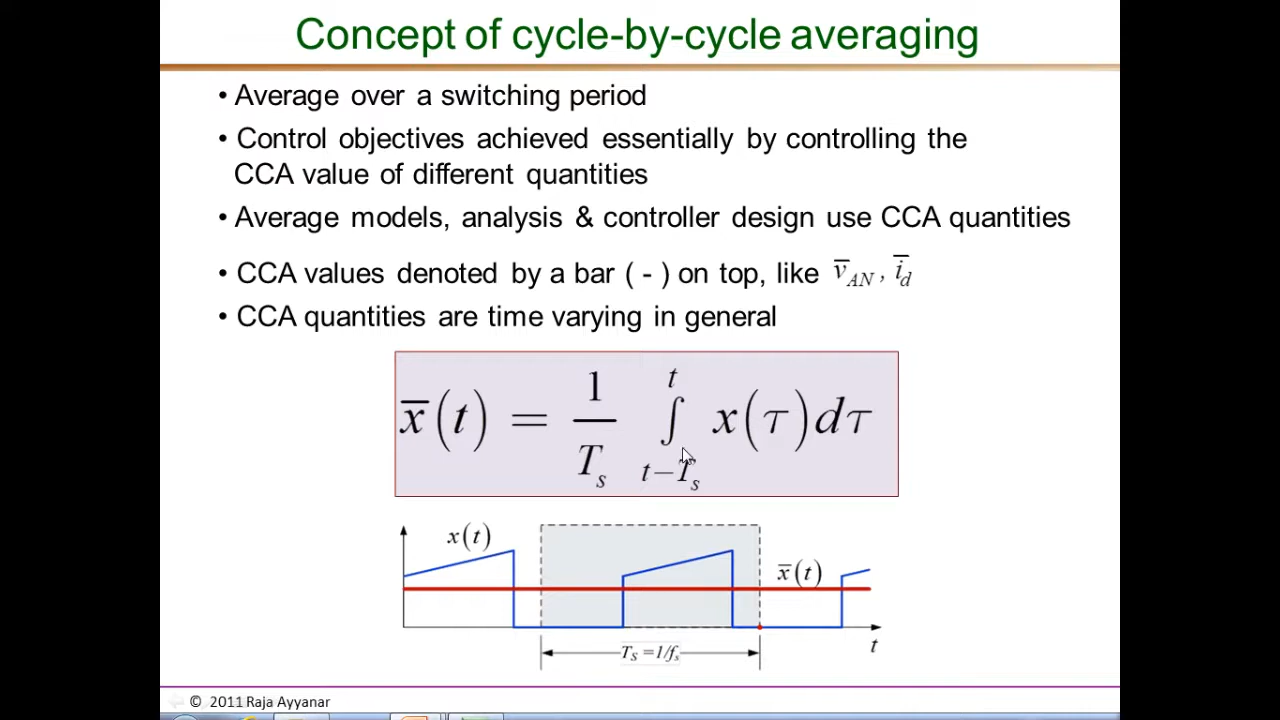 Concept of cycle-by-cycle averaging
• Average over a switching period
• Control objectives achieved essentially by controlling the
CCA value of different quantities
• Average models, analysis & controller design use CCA quantities
• CCA values denoted by a bar ( - ) on top, like v̅_AN, i̅_d
• CCA quantities are time varying in general
x̅(t) = 1/T_s ∫_{t−T_s}^{t} x(τ)dτ
x(t)
x̅(t)
T_S =1/f_s
t
© 2011 Raja Ayyanar